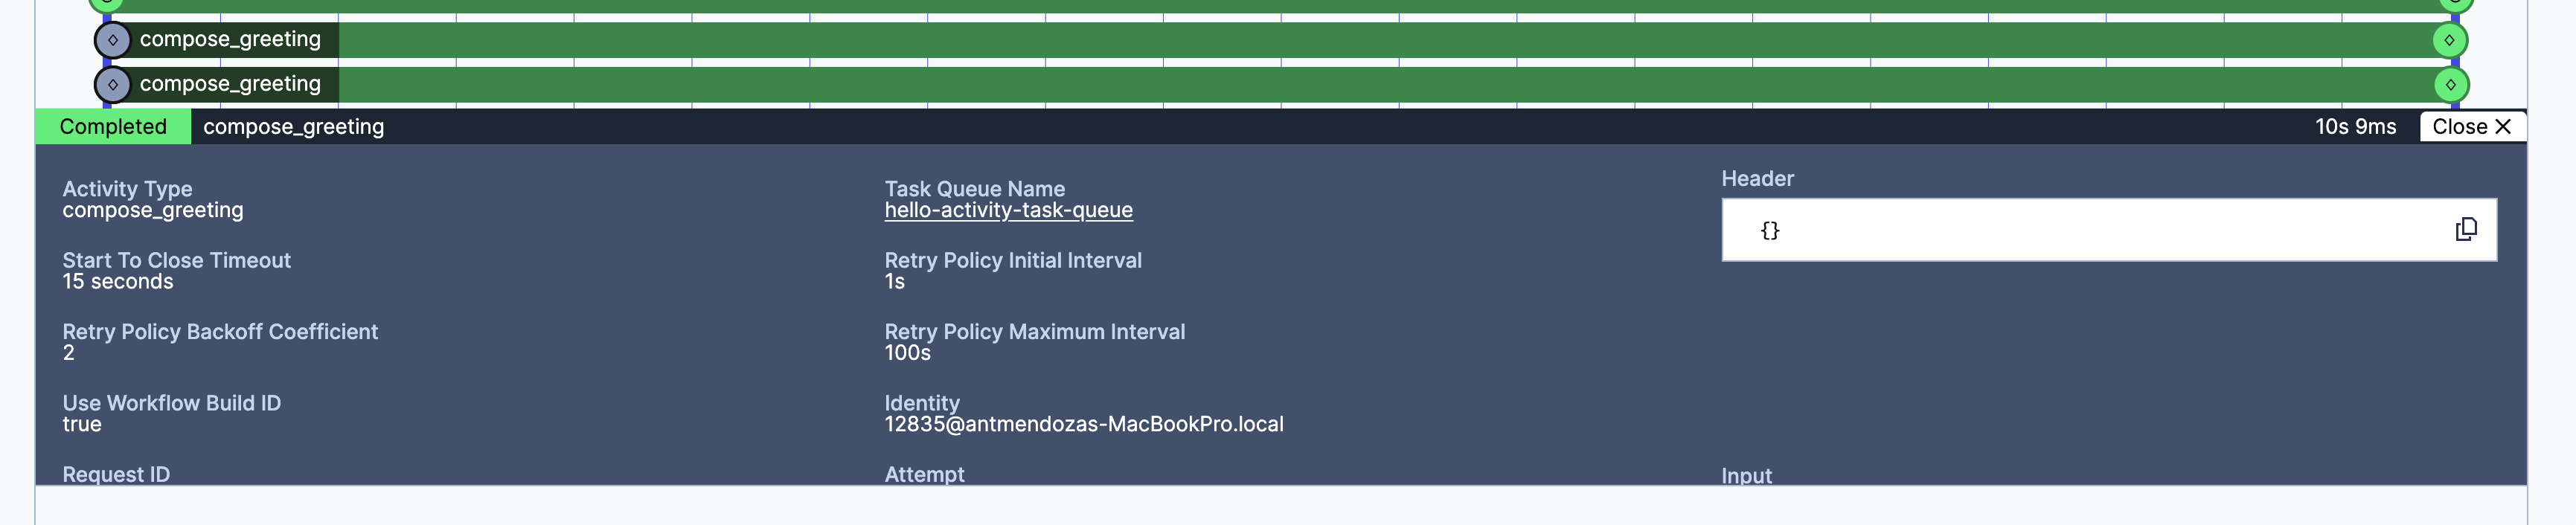 compose_greeting
compose_greeting
Completed compose_greeting 10s 9ms Close
Activity Type
compose_greeting
Task Queue Name
hello-activity-task-queue
Header
{}
Start To Close Timeout
15 seconds
Retry Policy Initial Interval
1s
Retry Policy Backoff Coefficient
2
Retry Policy Maximum Interval
100s
Use Workflow Build ID
true
Identity
12835@antmendozas-MacBookPro.local
Request ID
Attempt
Input